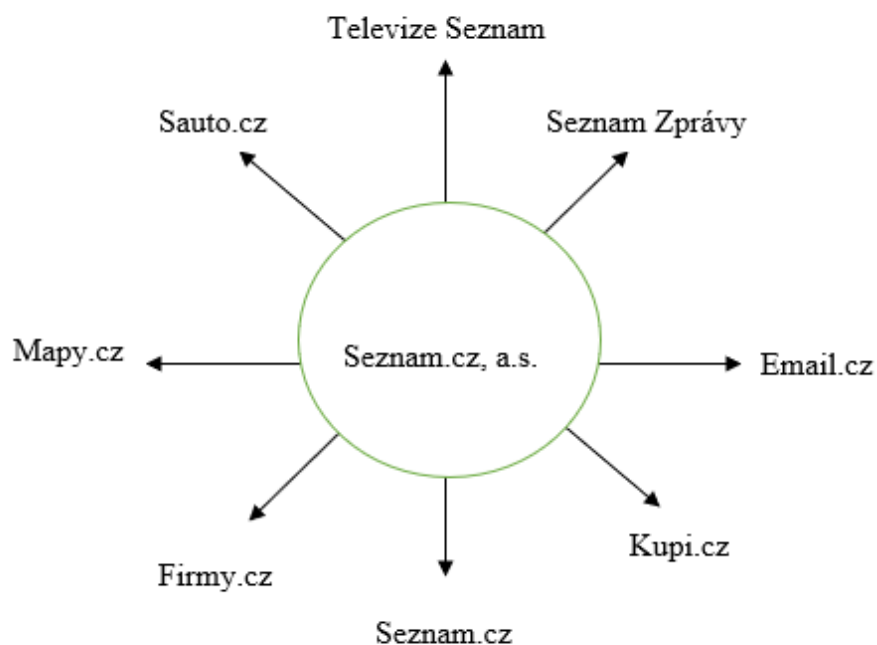 Televize Seznam
Sauto.cz
Seznam Zprávy
Mapy.cz
Seznam.cz, a.s.
Email.cz
Kupi.cz
Firmy.cz
Seznam.cz